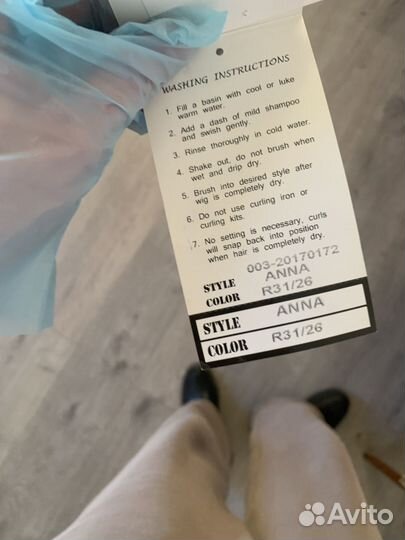 WASHING INSTRUCTIONS
1. Fill a basin with cool or luke
warm water.
2. Add a dash of mild shampoo
and swish gently.
3. Rinse thoroughly in cold water.
4. Shake out, do not brush when
wet and drip dry.
5. Brush into desired style after
wig is completely dry.
6. Do not use curling iron or
curling kits.
7. No setting is necessary, curls
will snap back into position
when hair is completely dry.
003-20170172
STYLE ANNA
COLOR R31/26
STYLE ANNA
COLOR R31/26
Avito